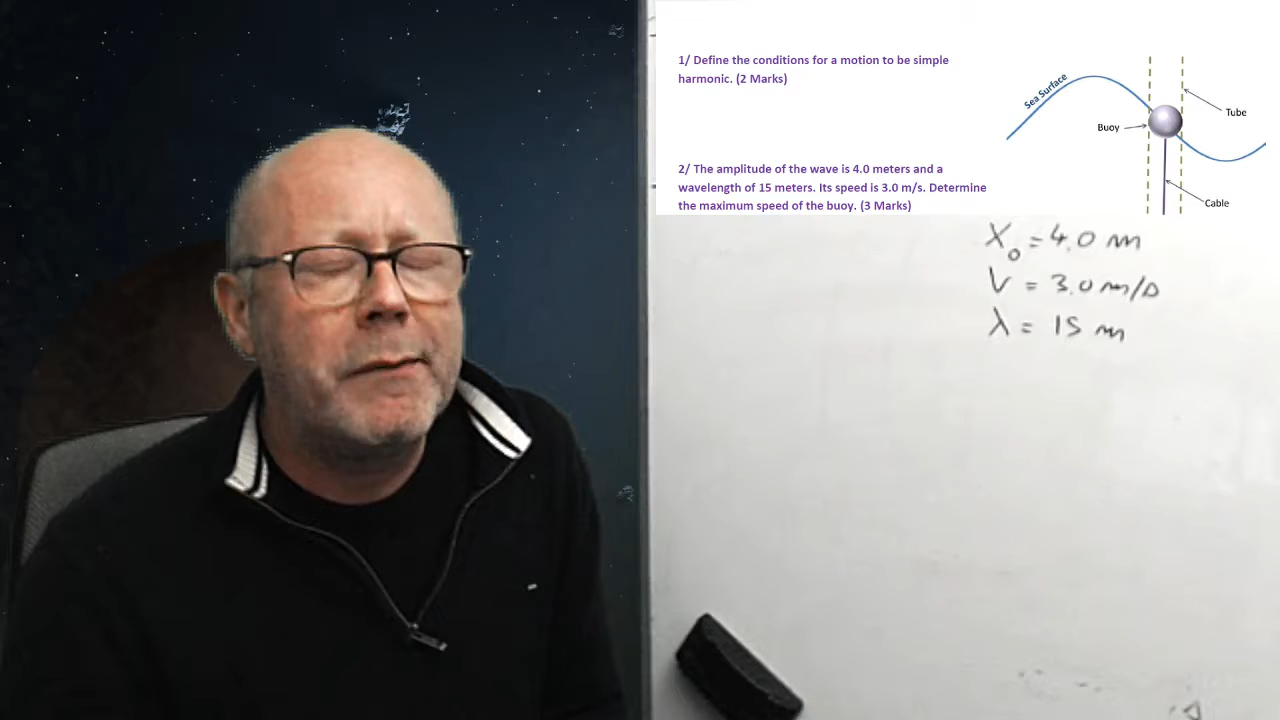 1/ Define the conditions for a motion to be simple
harmonic. (2 Marks)
2/ The amplitude of the wave is 4.0 meters and a
wavelength of 15 meters. Its speed is 3.0 m/s. Determine
the maximum speed of the buoy. (3 Marks)
Sea Surface
Buoy
Tube
Cable
X₀ = 4.0 m
V = 3.0 m/s
λ = 15 m